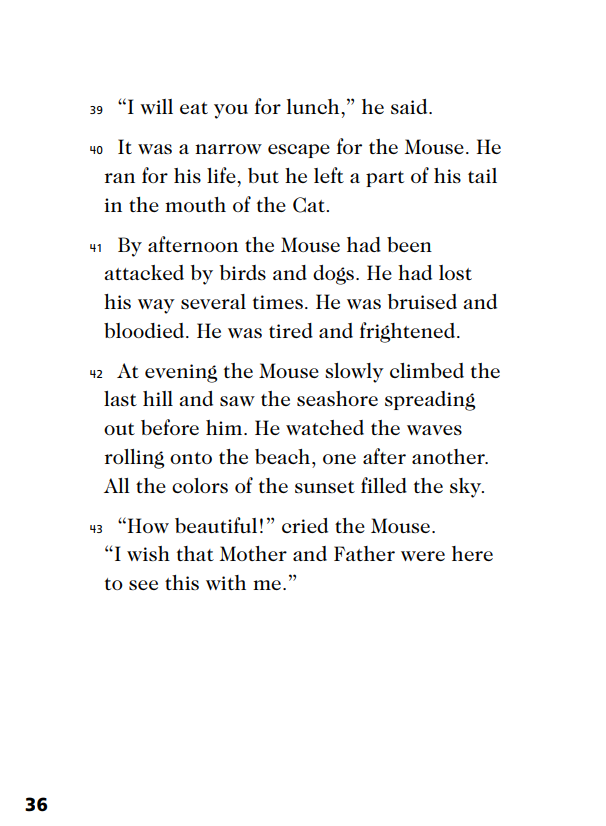 39 “I will eat you for lunch,” he said.
40 It was a narrow escape for the Mouse. He
ran for his life, but he left a part of his tail
in the mouth of the Cat.
41 By afternoon the Mouse had been
attacked by birds and dogs. He had lost
his way several times. He was bruised and
bloodied. He was tired and frightened.
42 At evening the Mouse slowly climbed the
last hill and saw the seashore spreading
out before him. He watched the waves
rolling onto the beach, one after another.
All the colors of the sunset filled the sky.
43 “How beautiful!” cried the Mouse.
“I wish that Mother and Father were here
to see this with me.”
36